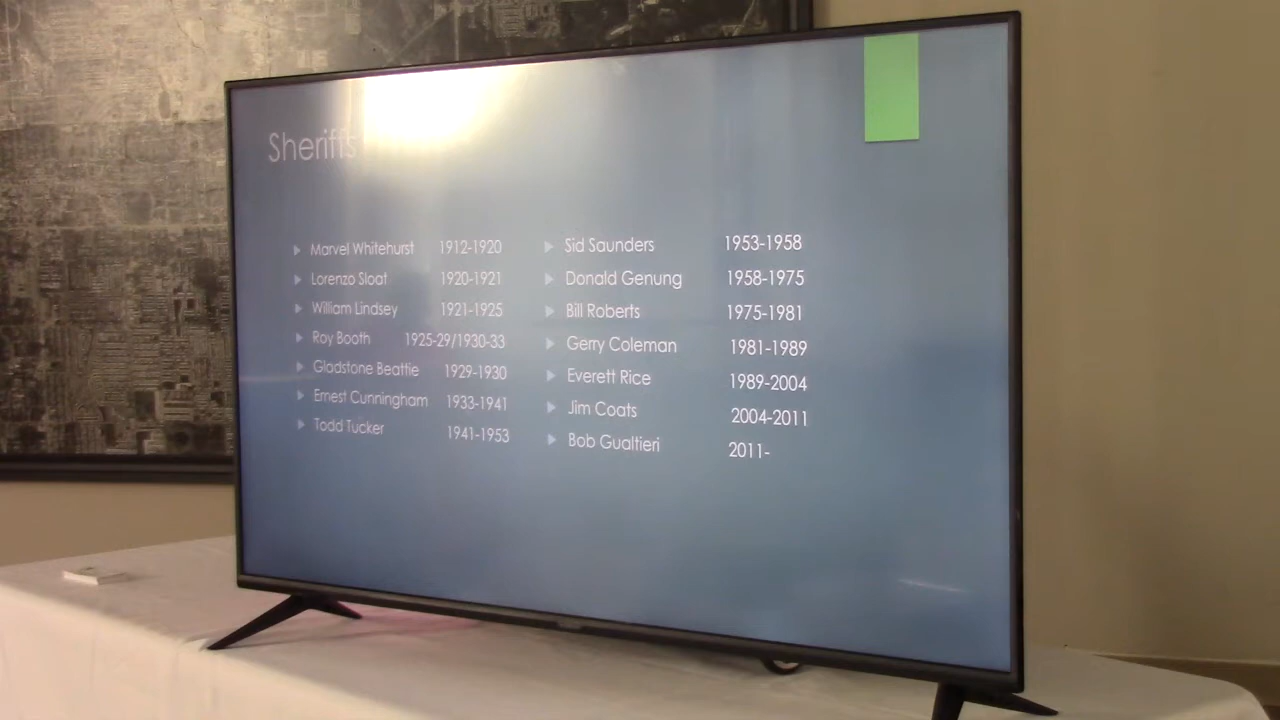 Sheriffs
Marvel Whitehurst 1912-1920
Lorenzo Sloat 1920-1921
William Lindsey 1921-1925
Roy Booth 1925-29/1930-33
Gladstone Beattie 1929-1930
Ernest Cunningham 1933-1941
Todd Tucker 1941-1953
Sid Saunders 1953-1958
Donald Genung 1958-1975
Bill Roberts 1975-1981
Gerry Coleman 1981-1989
Everett Rice 1989-2004
Jim Coats 2004-2011
Bob Gualtieri 2011-